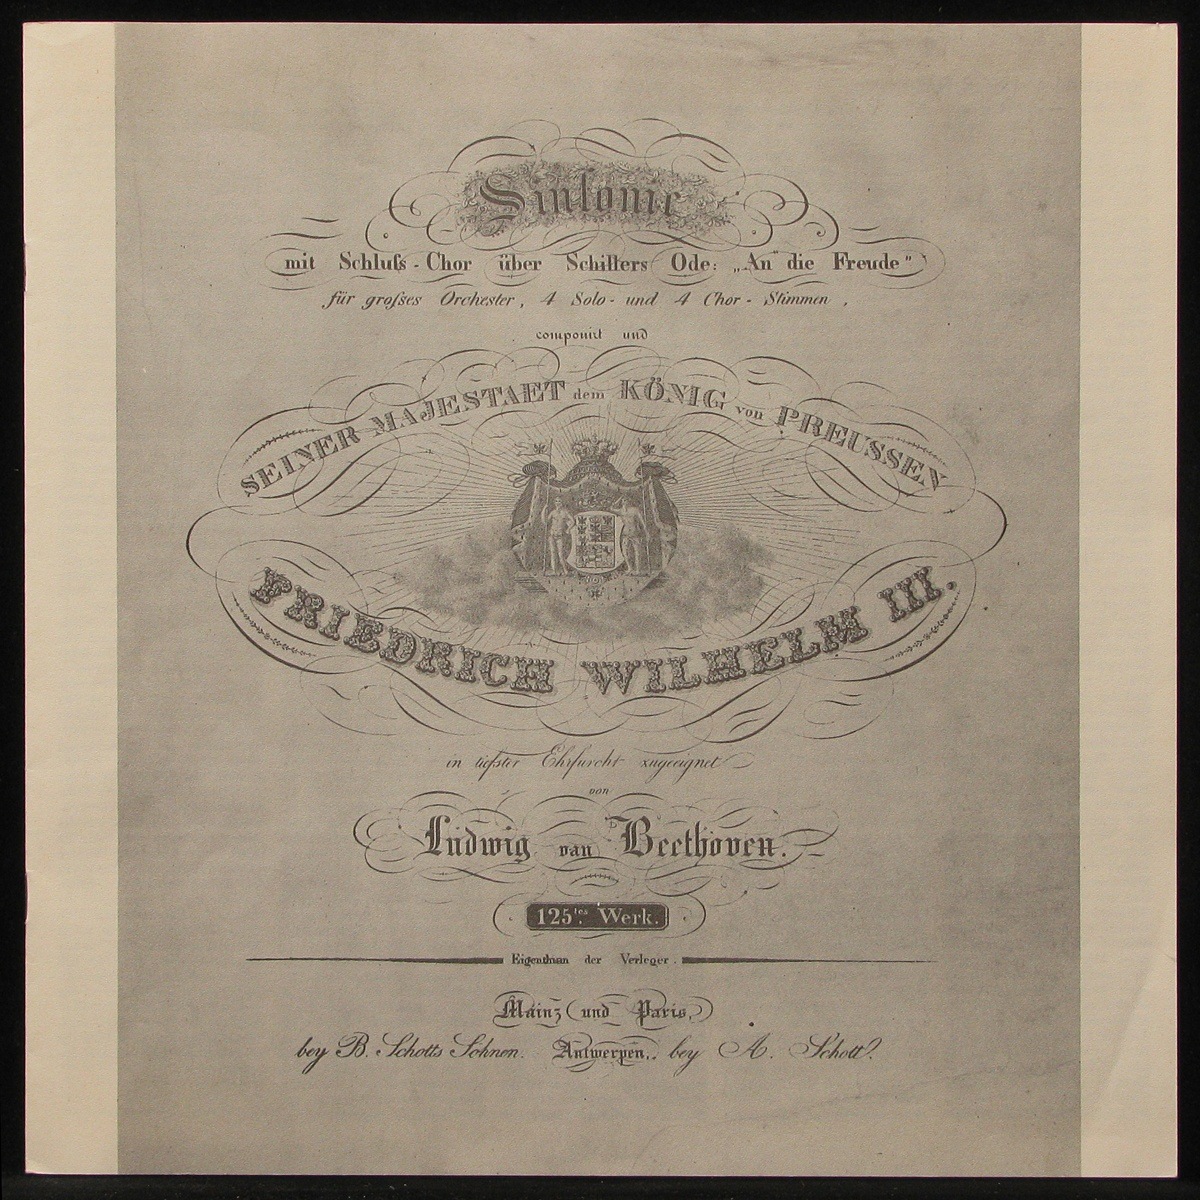 Sinfonie
mit Schluſs - Chor über Schillers Ode: „An die Freude"
für groſses Orchester, 4 Solo - und 4 Chor - Stimmen,
componirt und
SEINER MAJESTAET dem KÖNIG von PREUSSEN
FRIEDRICH WILHELM III.
in tiefster Ehrfurcht zugeeignet
von
Ludwig van Beethoven.
125tes. Werk.
Eigenthum der Verleger.
Mainz und Paris,
bey B. Schotts Söhnen. Antwerpen, bey A. Schott.